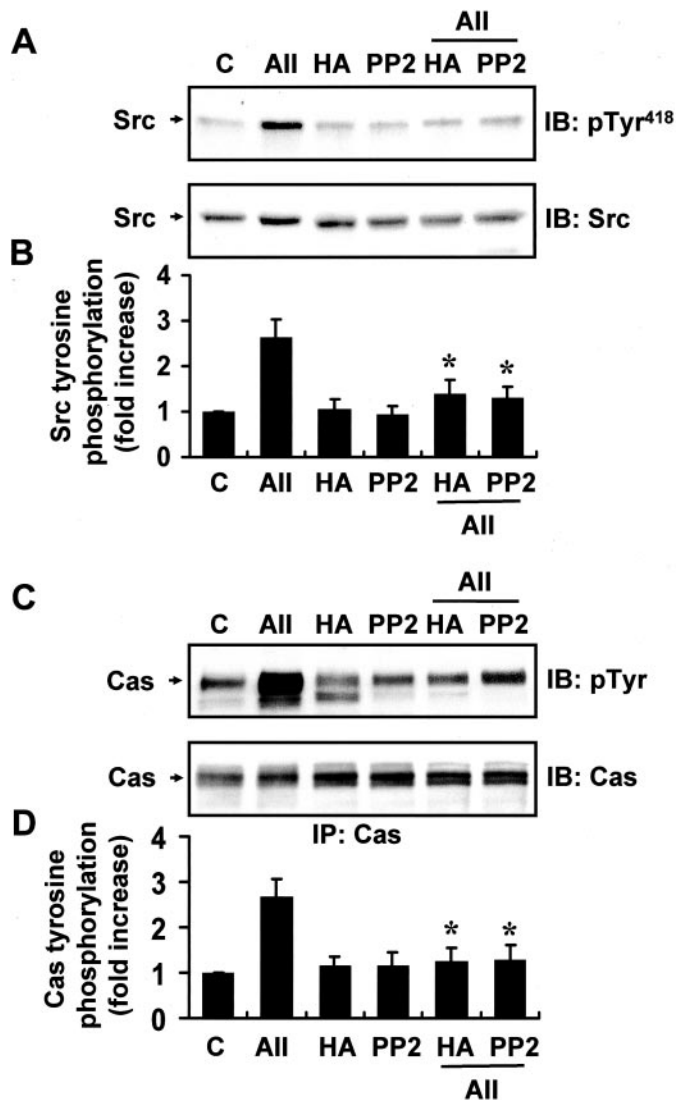 A
AII
C AII HA PP2 HA PP2
Src IB: pTyr418
Src IB: Src
B
Src tyrosine
phosphorylation
(fold increase)
4
3
2
1
0
* *
C AII HA PP2 HA PP2
AII
C
AII
C AII HA PP2 HA PP2
Cas IB: pTyr
Cas IB: Cas
IP: Cas
D
Cas tyrosine
phosphorylation
(fold increase)
4
3
2
1
0
* *
C AII HA PP2 HA PP2
AII